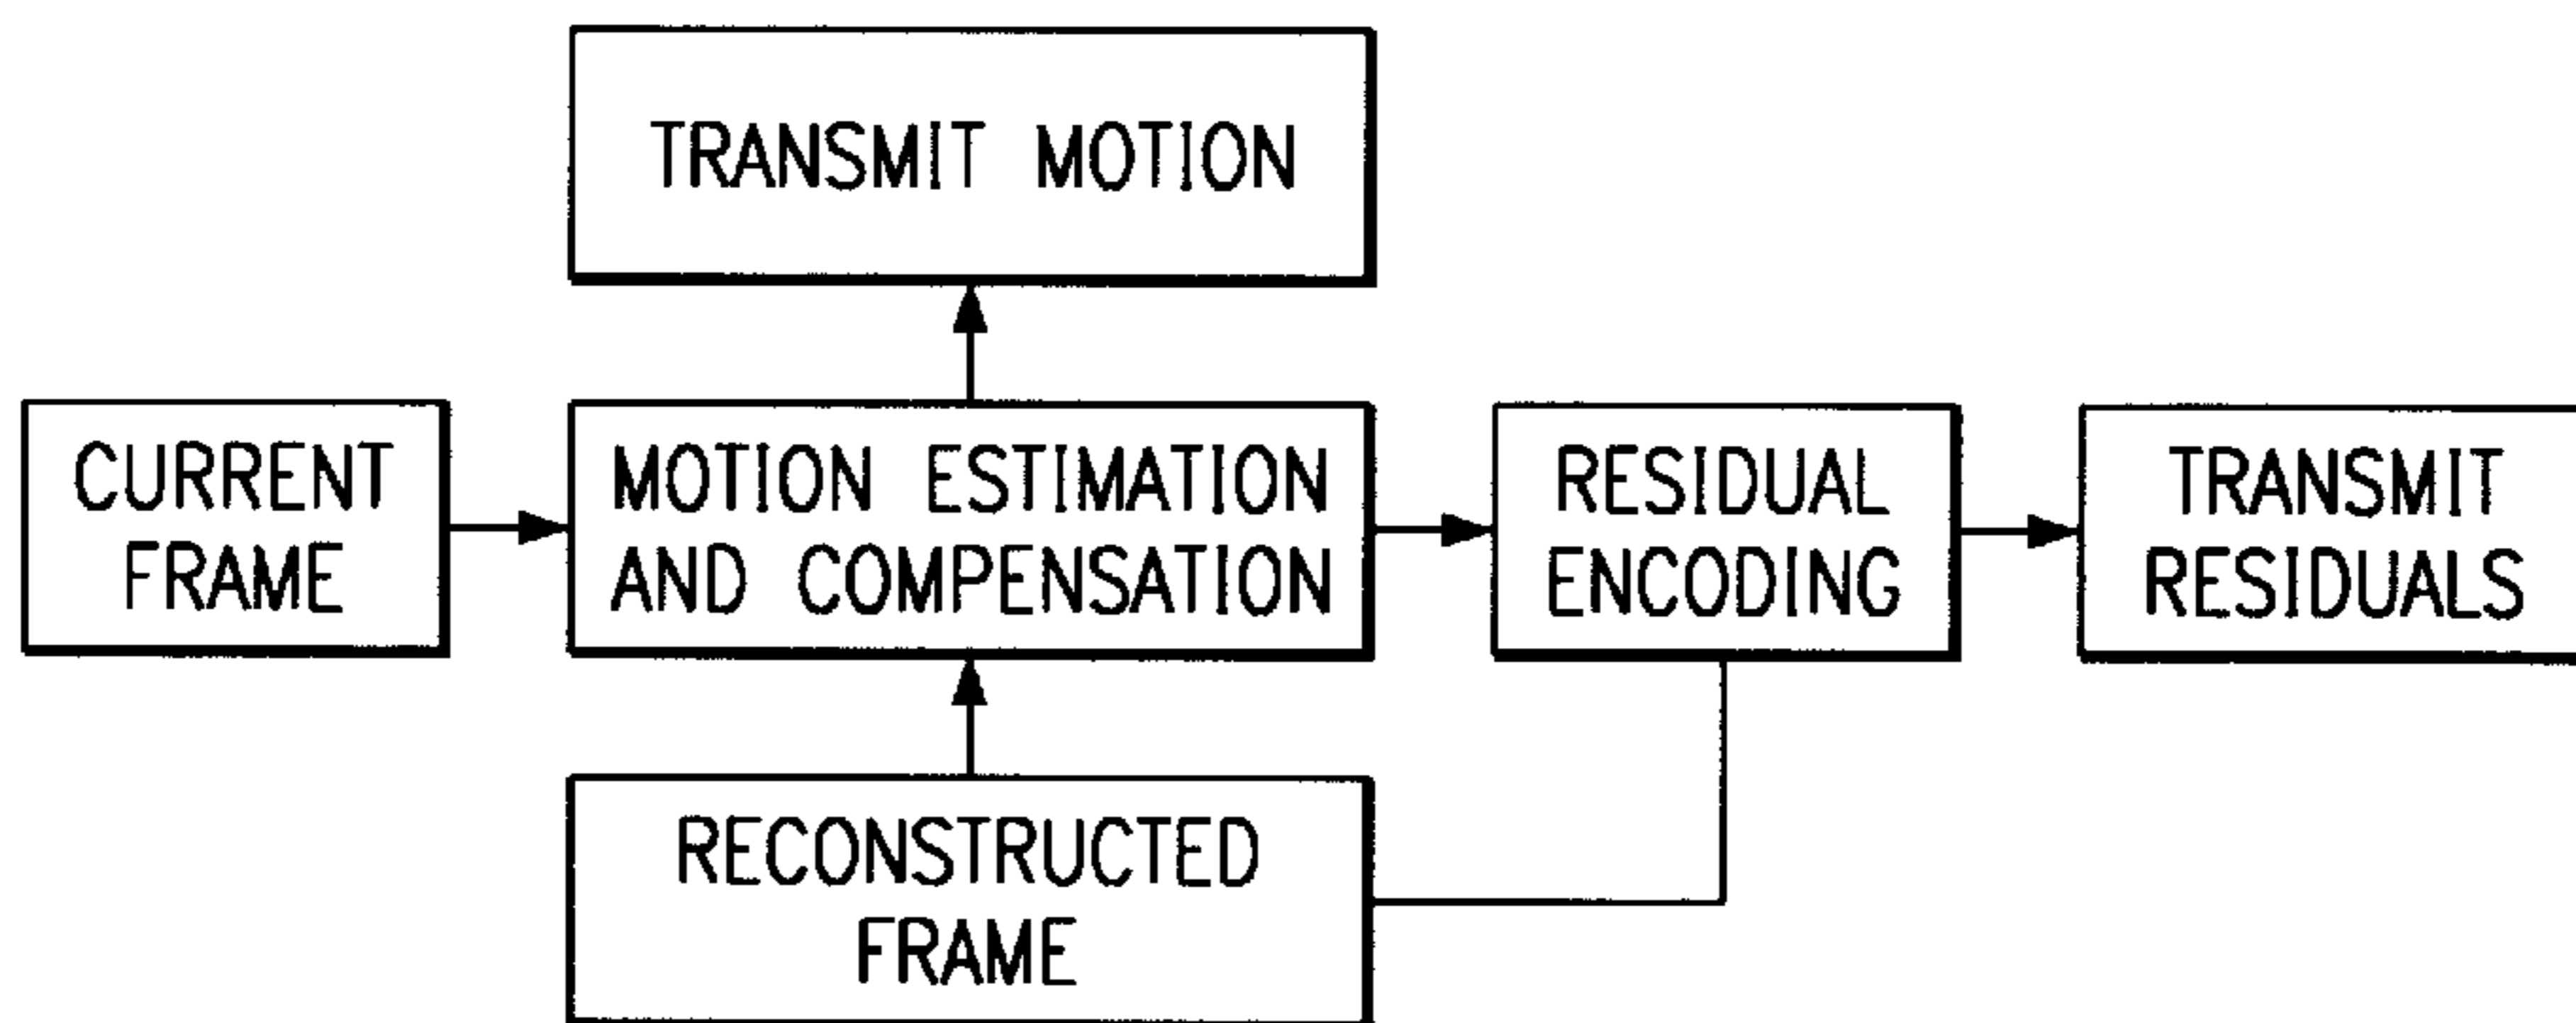 TRANSMIT MOTION
CURRENT
FRAME
MOTION ESTIMATION
AND COMPENSATION
RESIDUAL
ENCODING
TRANSMIT
RESIDUALS
RECONSTRUCTED
FRAME